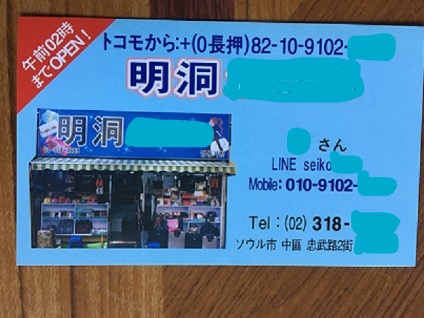 午前02時
までOPEN!
トコモから:+(0長押)82-10-9102-
明洞
明洞
さん
LINE seiko
Mobile: 010-9102-
Tel : (02) 318-
ソウル市 中區 忠武路2街